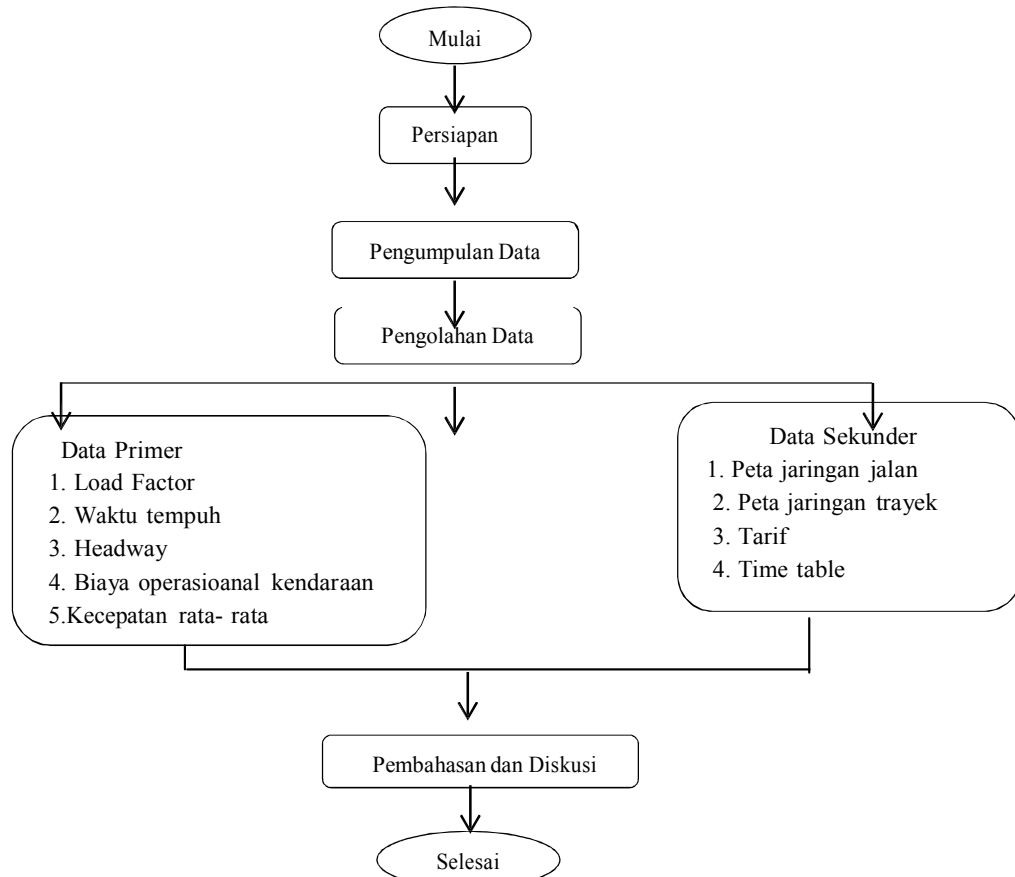 Mulai
Persiapan
Pengumpulan Data
Pengolahan Data
Data Primer
1. Load Factor
2. Waktu tempuh
3. Headway
4. Biaya operasioanal kendaraan
5.Kecepatan rata- rata
Data Sekunder
1. Peta jaringan jalan
2. Peta jaringan trayek
3. Tarif
4. Time table
Pembahasan dan Diskusi
Selesai